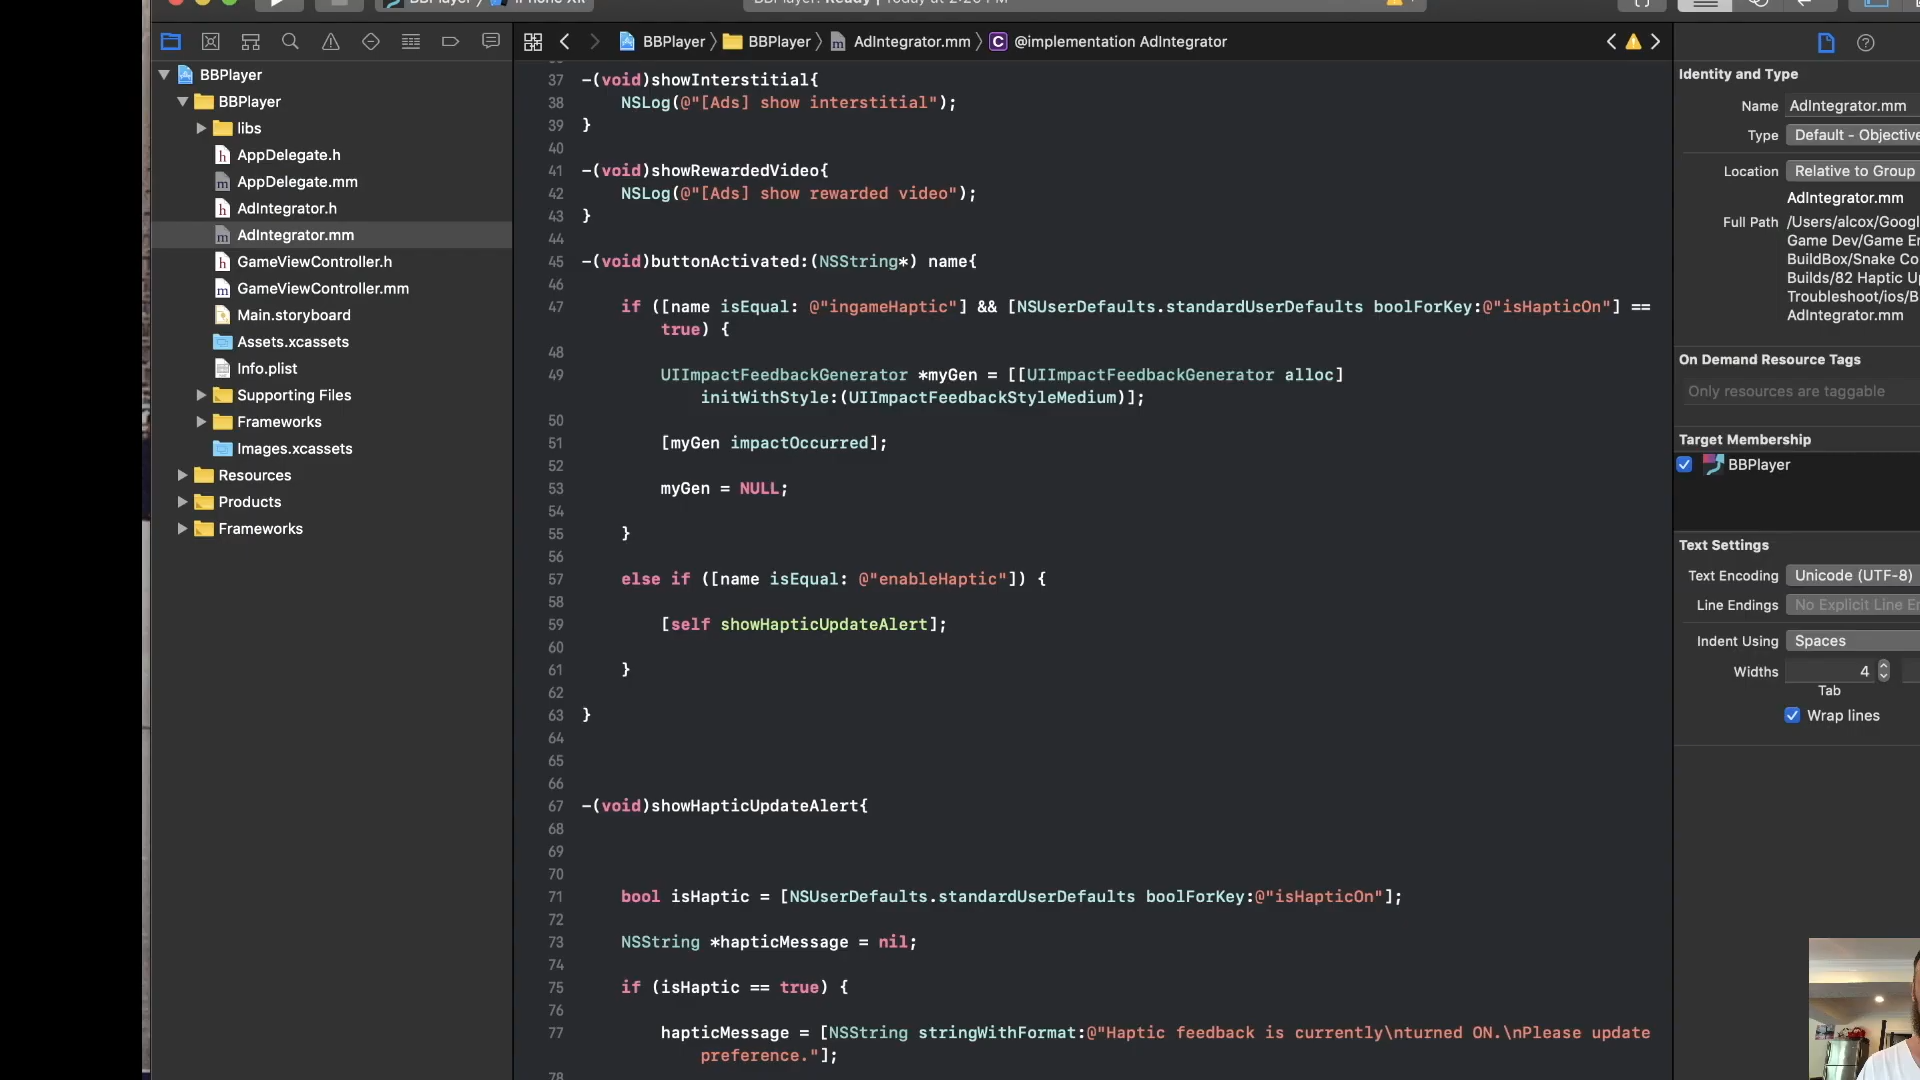 BBPlayer
BBPlayer
libs
AppDelegate.h
AppDelegate.mm
AdIntegrator.h
AdIntegrator.mm
GameViewController.h
GameViewController.mm
Main.storyboard
Assets.xcassets
Info.plist
Supporting Files
Frameworks
Images.xcassets
Resources
Products
Frameworks
BBPlayer BBPlayer AdIntegrator.mm C @implementation AdIntegrator
37 -(void)showInterstitial{
38 NSLog(@"[Ads] show interstitial");
39 }
40
41 -(void)showRewardedVideo{
42 NSLog(@"[Ads] show rewarded video");
43 }
44
45 -(void)buttonActivated:(NSString*) name{
46
47 if ([name isEqual: @"ingameHaptic"] && [NSUserDefaults.standardUserDefaults boolForKey:@"isHapticOn"] ==
true) {
48
49 UIImpactFeedbackGenerator *myGen = [[UIImpactFeedbackGenerator alloc]
initWithStyle:(UIImpactFeedbackStyleMedium)];
50
51 [myGen impactOccurred];
52
53 myGen = NULL;
54
55 }
56
57 else if ([name isEqual: @"enableHaptic"]) {
58
59 [self showHapticUpdateAlert];
60
61 }
62
63 }
64
65
66
67 -(void)showHapticUpdateAlert{
68
69
70
71 bool isHaptic = [NSUserDefaults.standardUserDefaults boolForKey:@"isHapticOn"];
72
73 NSString *hapticMessage = nil;
74
75 if (isHaptic == true) {
76
77 hapticMessage = [NSString stringWithFormat:@"Haptic feedback is currently\nturned ON.\nPlease update
preference."];
78
Identity and Type
Name AdIntegrator.mm
Type Default - Objective
Location Relative to Group
AdIntegrator.mm
Full Path /Users/alcox/Googl
Game Dev/Game En
BuildBox/Snake Co
Builds/82 Haptic Up
Troubleshoot/ios/B
AdIntegrator.mm
On Demand Resource Tags
Only resources are taggable
Target Membership
BBPlayer
Text Settings
Text Encoding Unicode (UTF-8)
Line Endings No Explicit Line En
Indent Using Spaces
Widths 4
Tab
Wrap lines